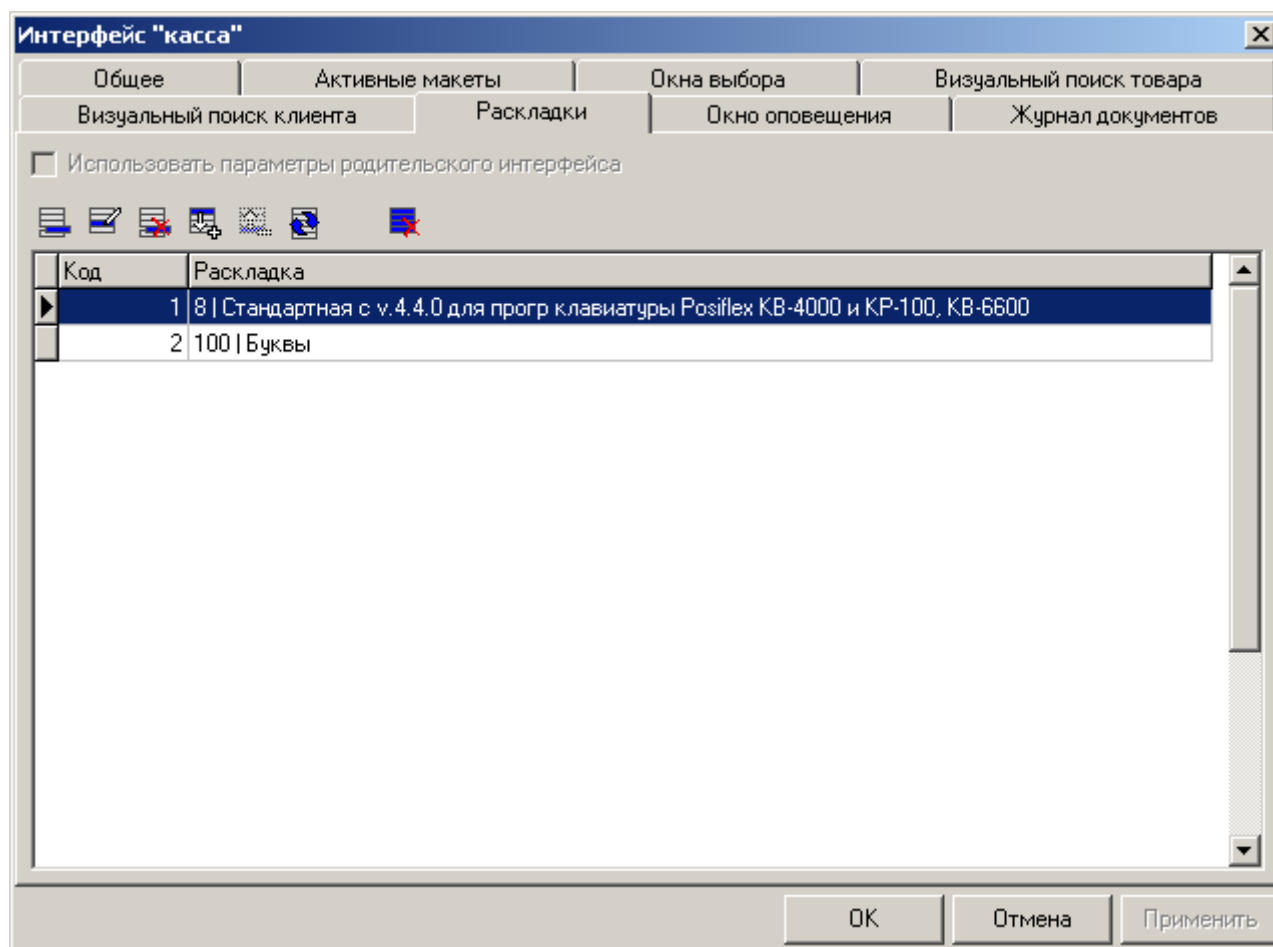 Интерфейс "касса"
Общее Активные макеты Окна выбора Визуальный поиск товара
Визуальный поиск клиента Раскладки Окно оповещения Журнал документов
Использовать параметры родительского интерфейса
Код Раскладка
1 8 | Стандартная с v.4.4.0 для прогр клавиатуры Posiflex KB-4000 и KP-100, KB-6600
2 100 | Буквы
OK Отмена Применить